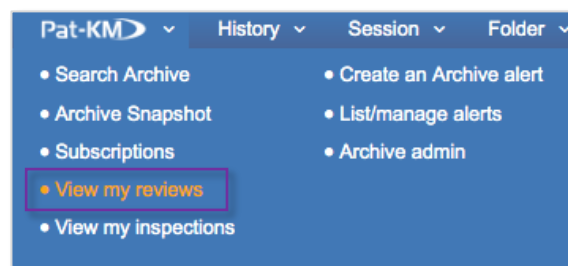 Pat-KM History Session Folder
• Search Archive
• Archive Snapshot
• Subscriptions
• View my reviews
• View my inspections
• Create an Archive alert
• List/manage alerts
• Archive admin